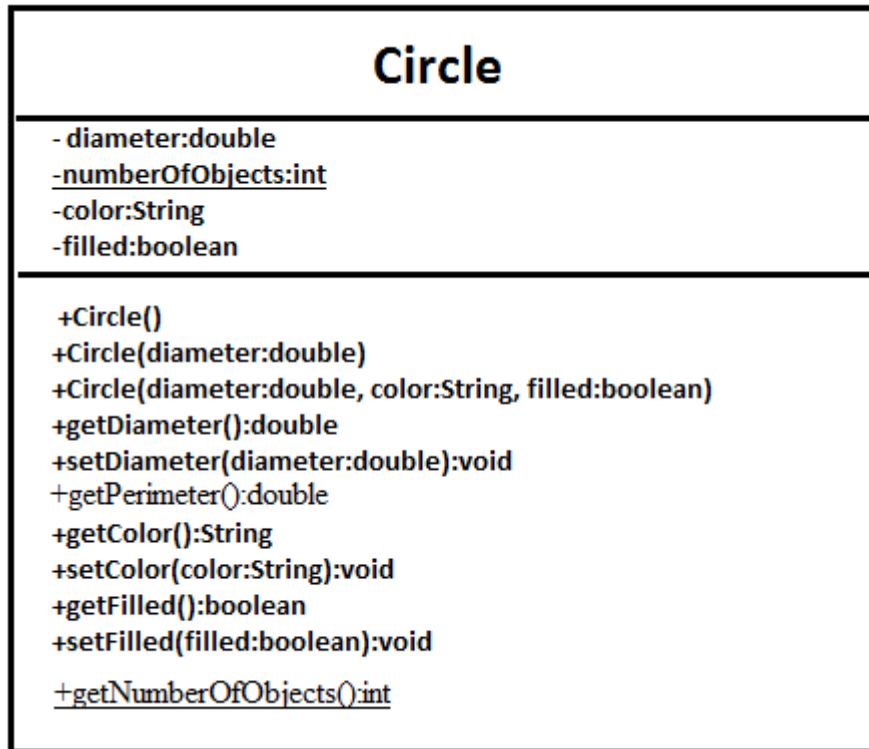 Circle
- diameter:double
-numberOfObjects:int
-color:String
-filled:boolean
+Circle()
+Circle(diameter:double)
+Circle(diameter:double, color:String, filled:boolean)
+getDiameter():double
+setDiameter(diameter:double):void
+getPerimeter():double
+getColor():String
+setColor(color:String):void
+getFilled():boolean
+setFilled(filled:boolean):void
+getNumberOfObjects():int